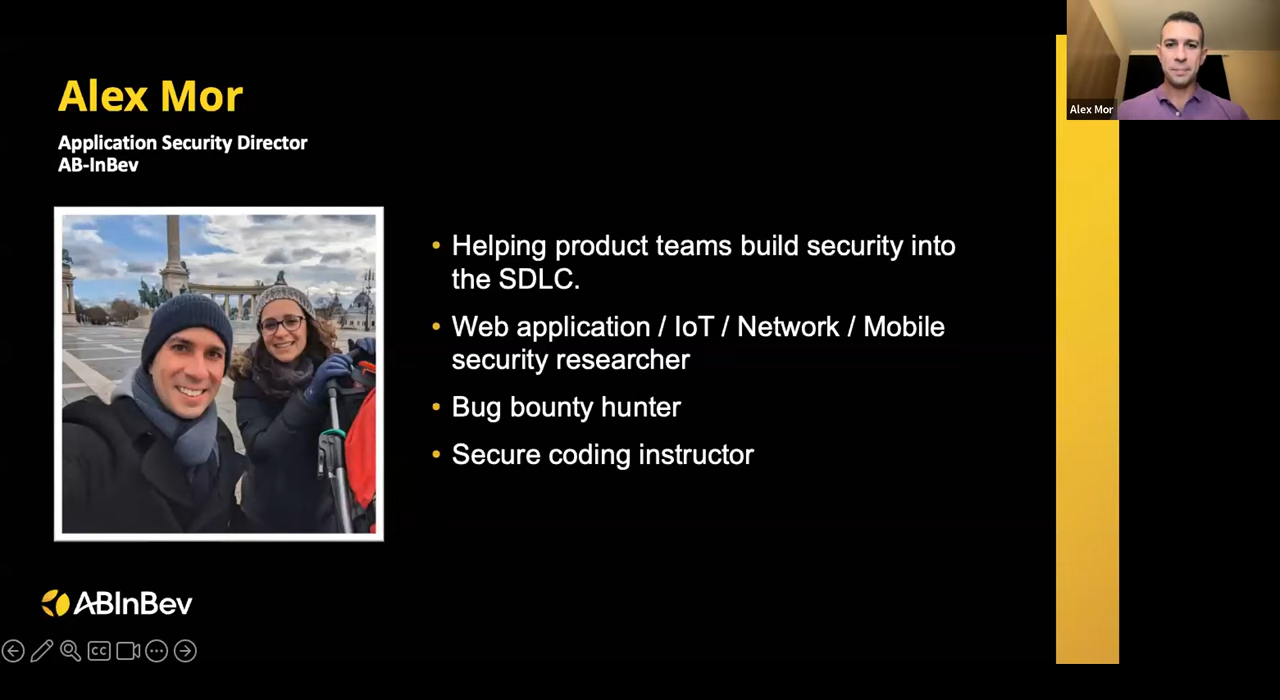 Alex Mor
Application Security Director
AB-InBev
Alex Mor
• Helping product teams build security into
the SDLC.
• Web application / IoT / Network / Mobile
security researcher
• Bug bounty hunter
• Secure coding instructor
ABInBev
CC